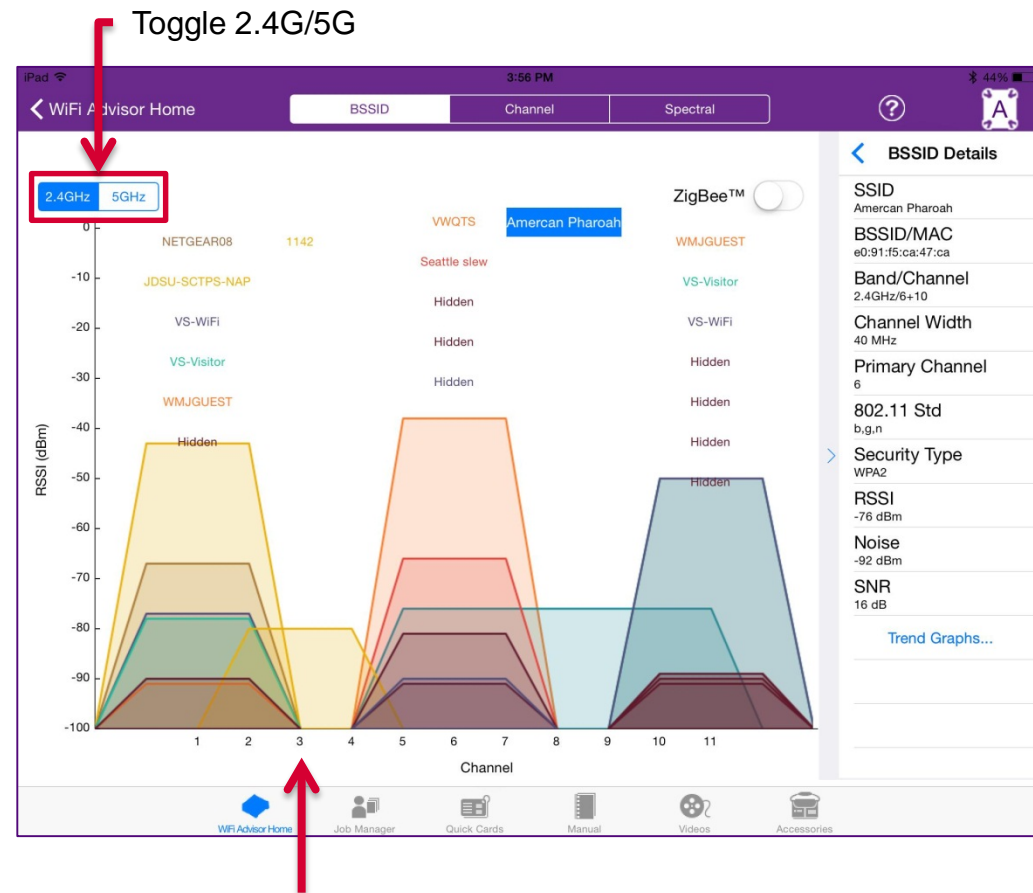 Toggle 2.4G/5G
iPad 3:56 PM 44%
WiFi Advisor Home BSSID Channel Spectral ? A
BSSID Details
2.4GHz 5GHz
ZigBee™
SSID
Amercan Pharoah
BSSID/MAC
e0:91:f5:ca:47:ca
Band/Channel
2.4GHz/6+10
Channel Width
40 MHz
Primary Channel
6
802.11 Std
b,g,n
Security Type
WPA2
RSSI
-76 dBm
Noise
-92 dBm
SNR
16 dB
Trend Graphs...
RSSI (dBm)
0
-10
-20
-30
-40
-50
-60
-70
-80
-90
-100
NETGEAR08
JDSU-SCTPS-NAP
VS-WiFi
VS-Visitor
WMJGUEST
Hidden
1142
VWQTS
Seattle slew
Hidden
Hidden
Hidden
Amercan Pharoah
WMJGUEST
VS-Visitor
VS-WiFi
Hidden
Hidden
Hidden
Hidden
1 2 3 4 5 6 7 8 9 10 11
Channel
WiFi Advisor Home Job Manager Quick Cards Manual Videos Accessories